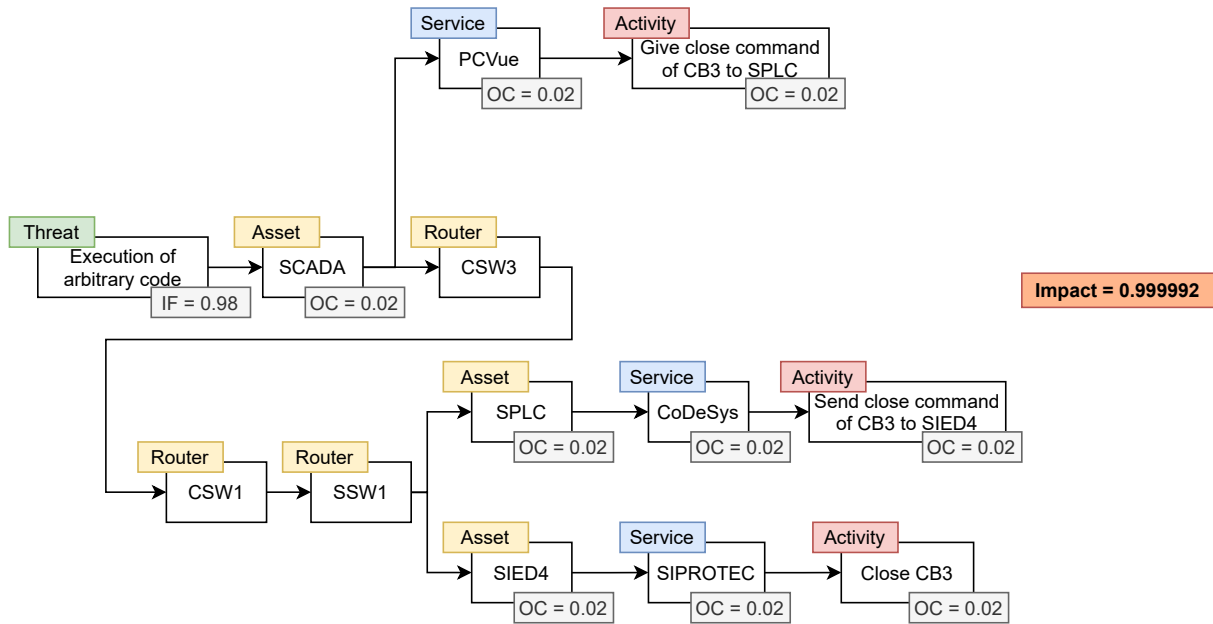 Service
PCVue
OC = 0.02
Activity
Give close command
of CB3 to SPLC
OC = 0.02
Threat
Execution of
arbitrary code
IF = 0.98
Asset
SCADA
OC = 0.02
Router
CSW3
Impact = 0.999992
Asset
SPLC
OC = 0.02
Service
CoDeSys
OC = 0.02
Activity
Send close command
of CB3 to SIED4
OC = 0.02
Router
CSW1
Router
SSW1
Asset
SIED4
OC = 0.02
Service
SIPROTEC
OC = 0.02
Activity
Close CB3
OC = 0.02